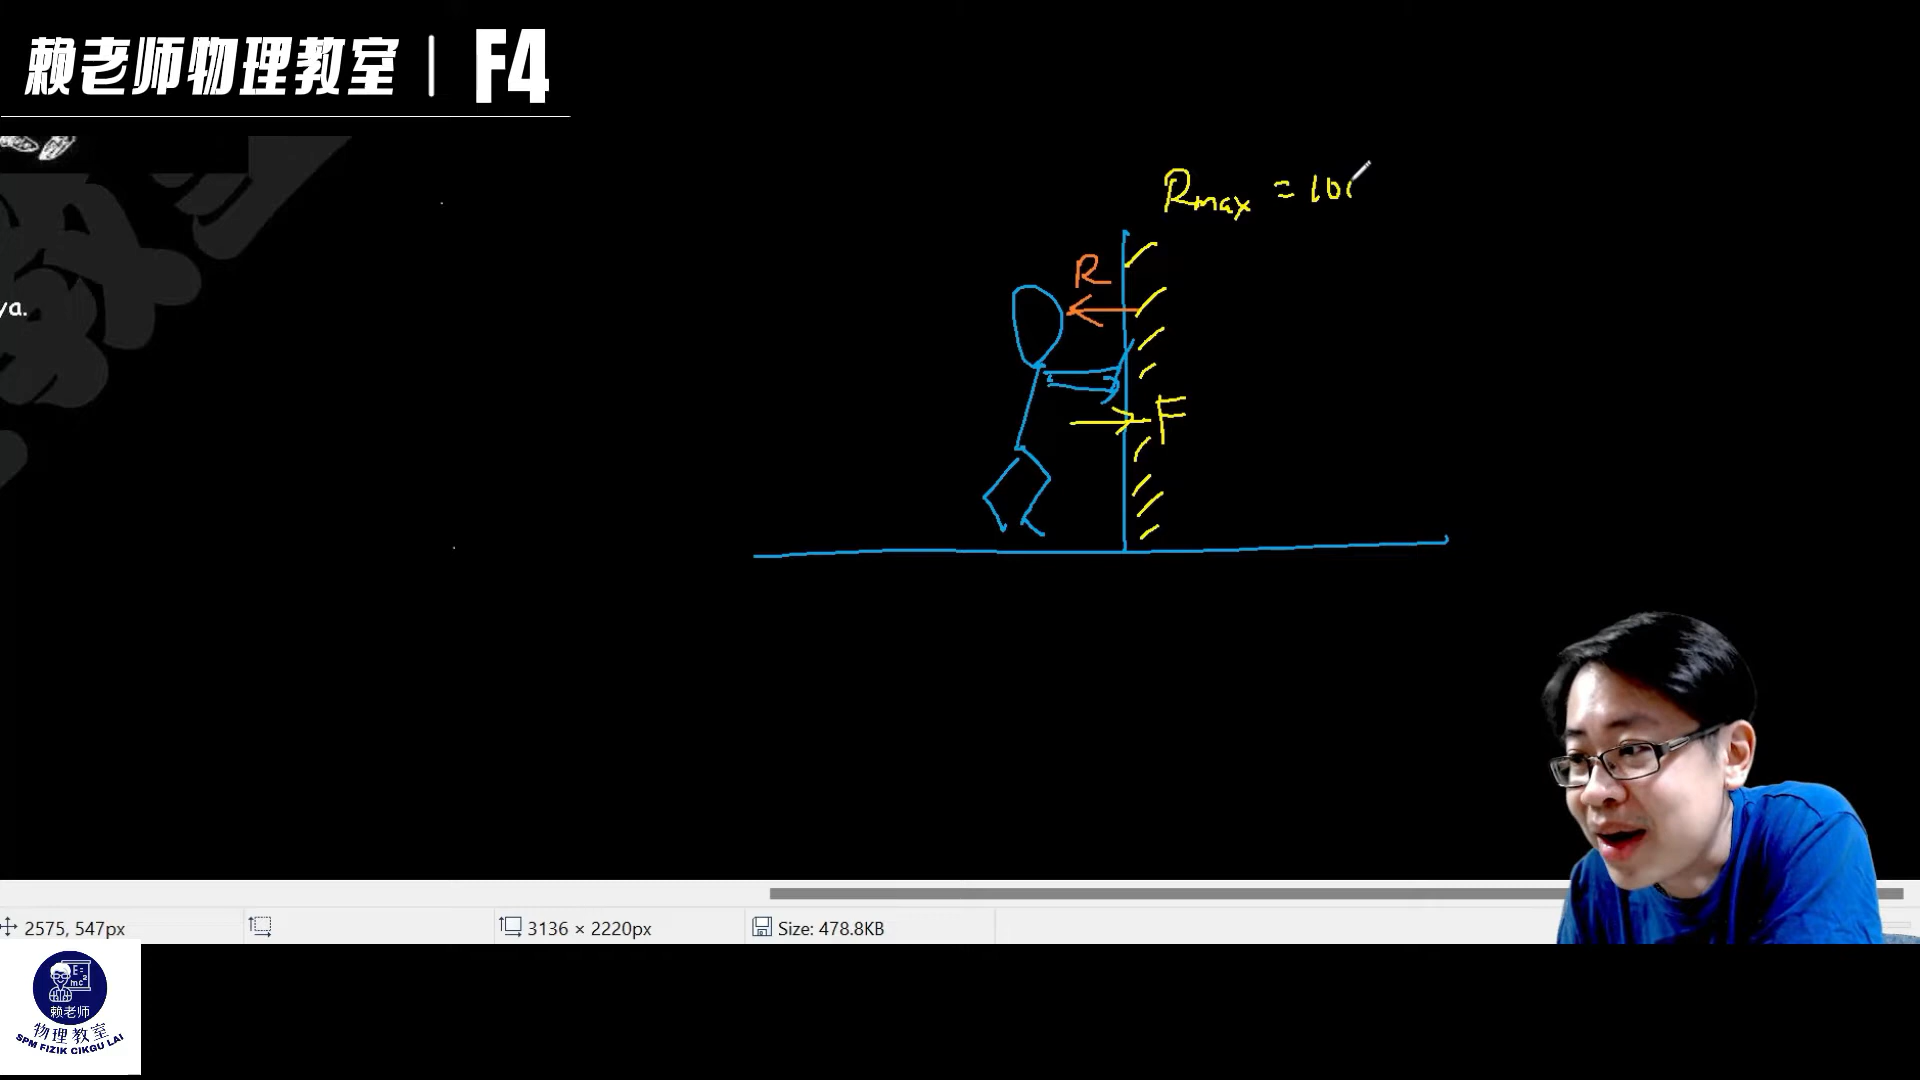 赖老师物理教室 | F4
ya.
Rmax = 10
R
F
2575, 547px
3136 × 2220px
Size: 478.8KB
E=
mc²
赖老师
物理教室
SPM FIZIK CIKGU LAI